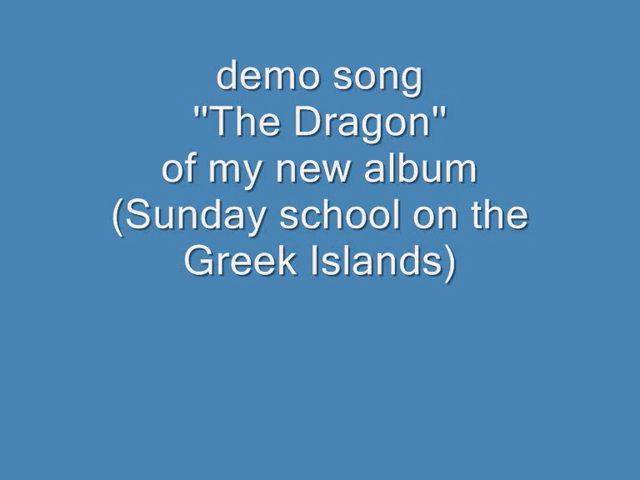 demo song
"The Dragon"
of my new album
(Sunday school on the
Greek Islands)